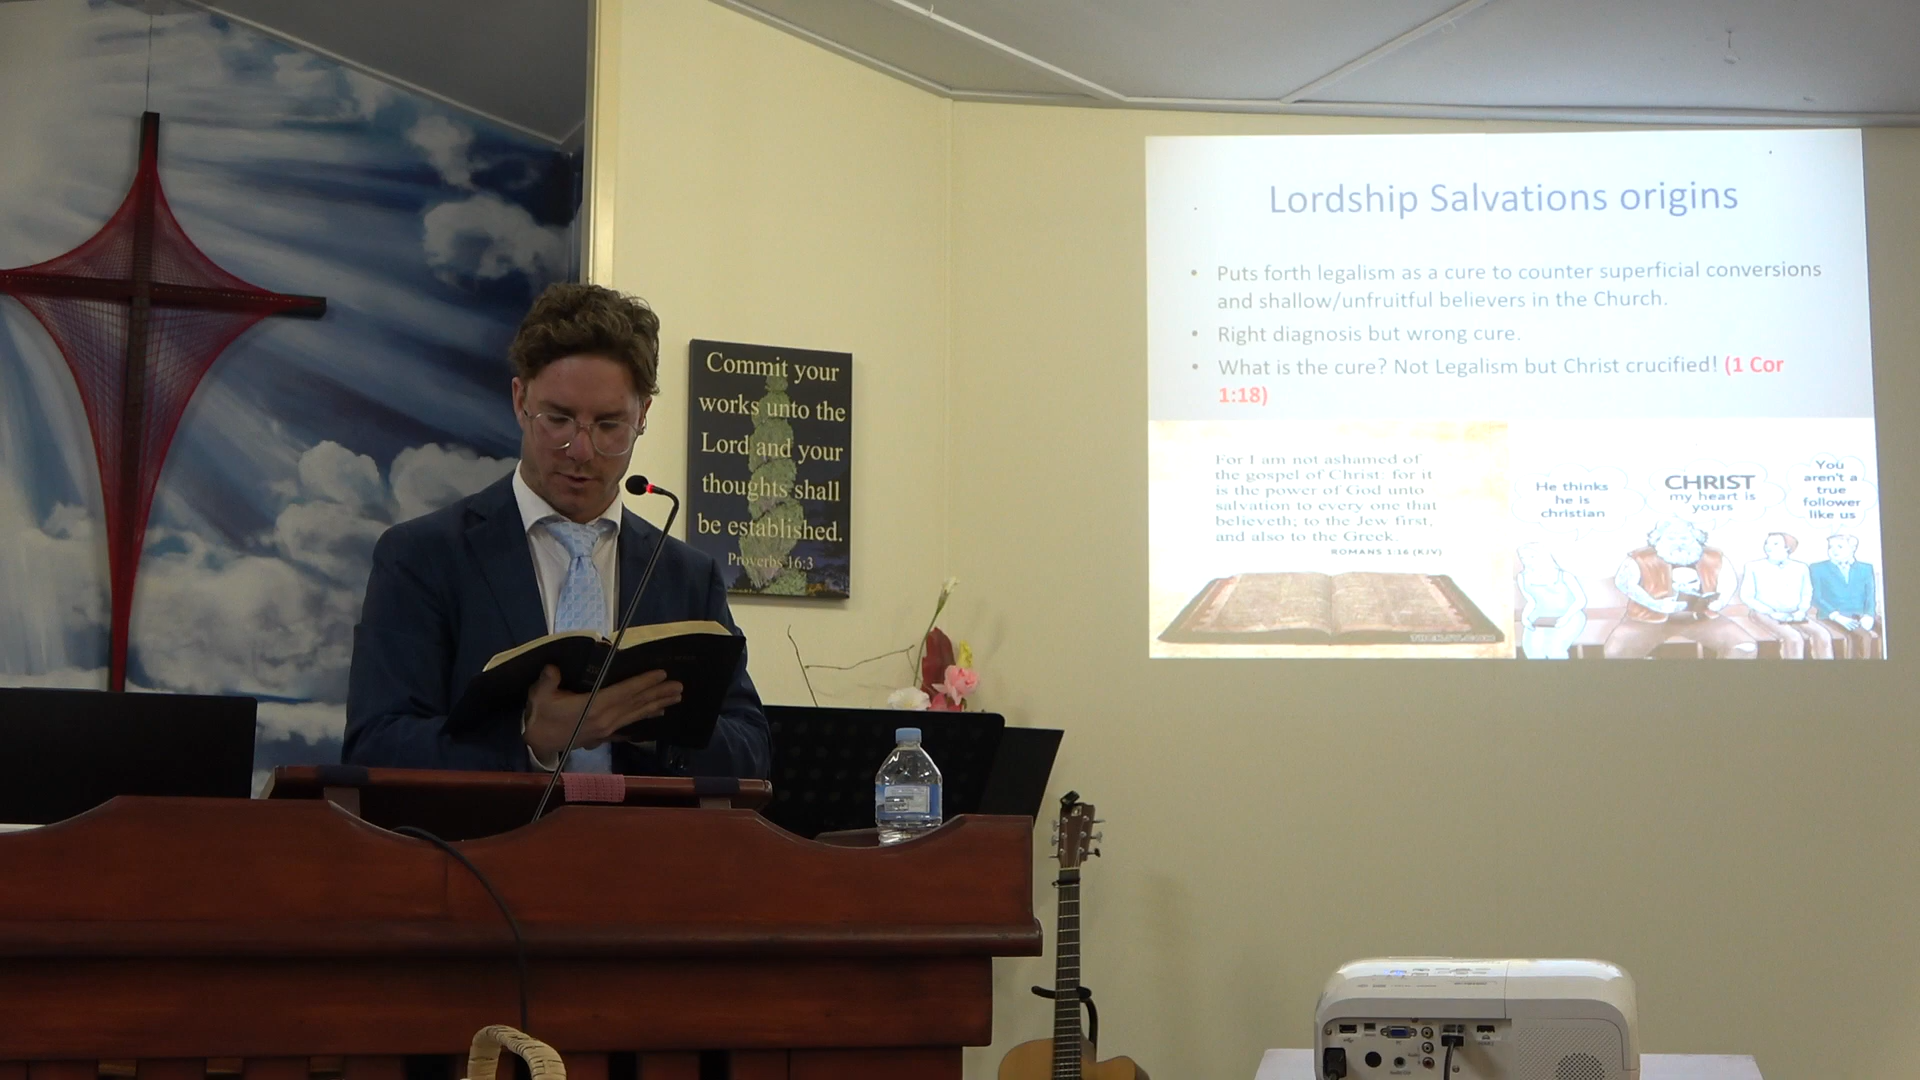 Commit your
works unto the
Lord and your
thoughts shall
be established.
Proverbs 16:3
Lordship Salvations origins
• Puts forth legalism as a cure to counter superficial conversions
and shallow/unfruitful believers in the Church.
• Right diagnosis but wrong cure.
• What is the cure? Not Legalism but Christ crucified! (1 Cor
1:18)
For I am not ashamed of
the gospel of Christ: for it
is the power of God unto
salvation to every one that
believeth; to the Jew first,
and also to the Greek.
ROMANS 1:16 (KJV)
He thinks
he is
christian
CHRIST
my heart is
yours
You
aren't a
true
follower
like us